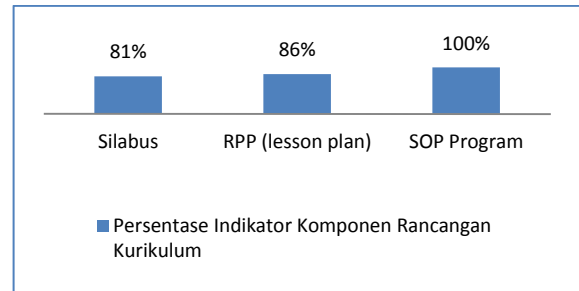 81%
86%
100%
Silabus
RPP (lesson plan)
SOP Program
Persentase Indikator Komponen Rancangan
Kurikulum